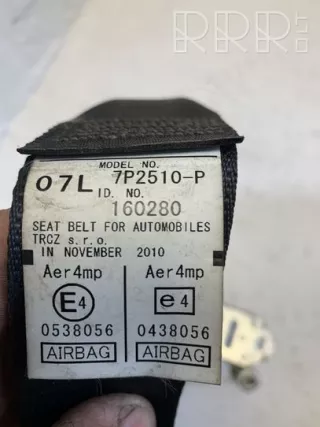 RRR.LT
MODEL NO.
07L 7P2510-P
ID. NO.
160280
SEAT BELT FOR AUTOMOBILES
TRCZ s.r.o.
IN NOVEMBER 2010
Aer4mp Aer4mp
E4 e4
0538056 0438056
AIRBAG AIRBAG